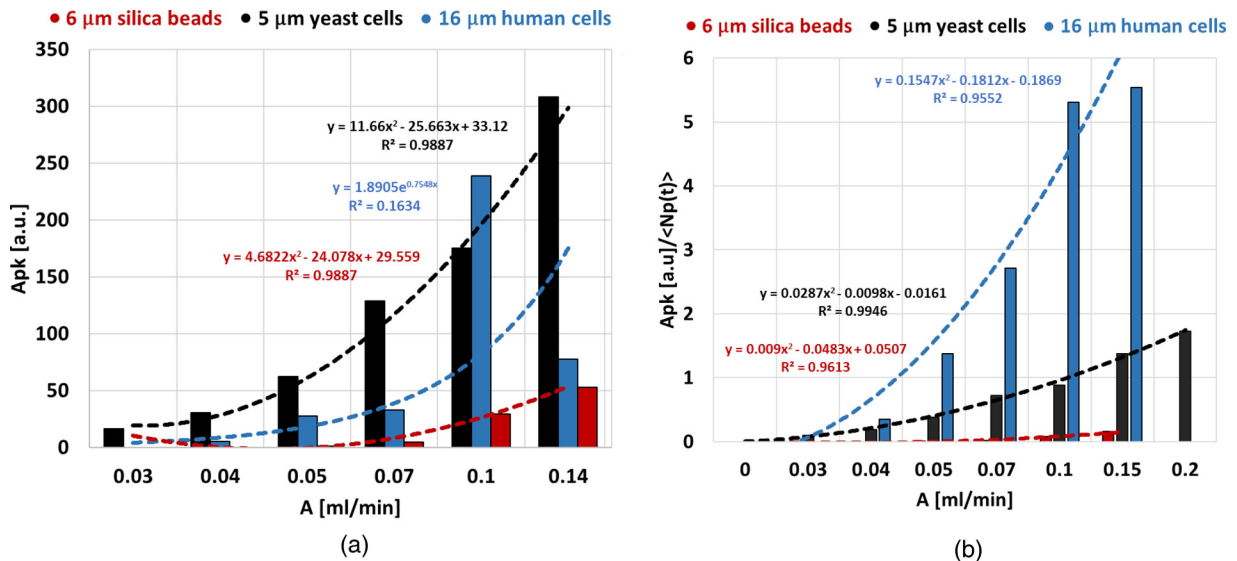 • 6 μm silica beads • 5 μm yeast cells • 16 μm human cells
350
300
250
200
150
100
50
0
Apk [a.u.]
y = 11.66x² - 25.663x + 33.12
R² = 0.9887
y = 1.8905e^0.7548x
R² = 0.1634
y = 4.6822x² - 24.078x + 29.559
R² = 0.9887
0.03 0.04 0.05 0.07 0.1 0.14
A [ml/min]
(a)
• 6 μm silica beads • 5 μm yeast cells • 16 μm human cells
6
5
4
3
2
1
0
Apk [a.u]/<Np(t)>
y = 0.1547x² - 0.1812x - 0.1869
R² = 0.9552
y = 0.0287x² - 0.0098x - 0.0161
R² = 0.9946
y = 0.009x² - 0.0483x + 0.0507
R² = 0.9613
0 0.03 0.04 0.05 0.07 0.1 0.15 0.2
A [ml/min]
(b)